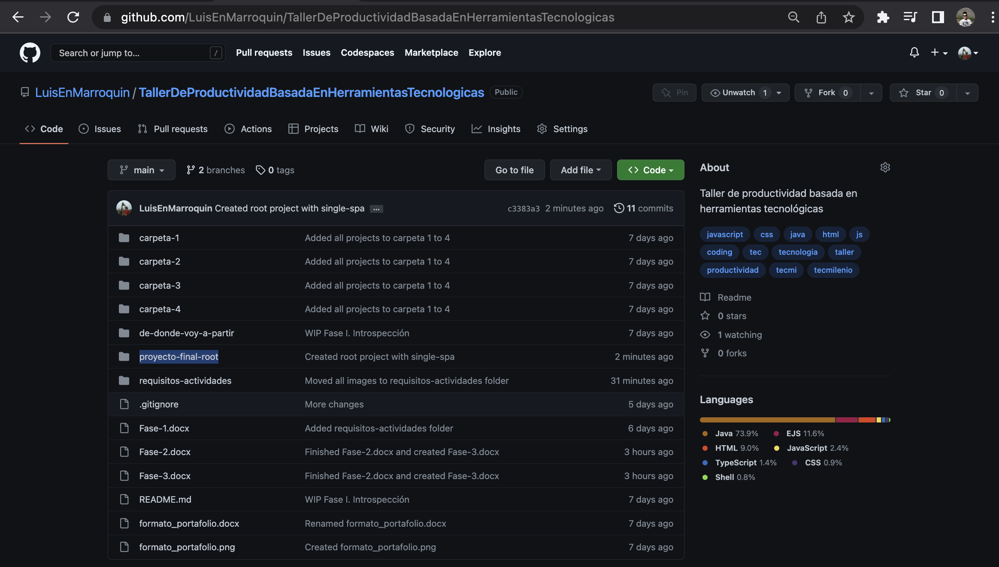 github.com/LuisEnMarroquin/TallerDeProductividadBasadaEnHerramientasTecnologicas
Search or jump to... /
Pull requests Issues Codespaces Marketplace Explore
LuisEnMarroquin / TallerDeProductividadBasadaEnHerramientasTecnologicas Public
Pin Unwatch 1 Fork 0 Star 0
Code Issues Pull requests Actions Projects Wiki Security Insights Settings
main 2 branches 0 tags Go to file Add file Code
LuisEnMarroquin Created root project with single-spa ... c3383a3 2 minutes ago 11 commits
carpeta-1 Added all projects to carpeta 1 to 4 7 days ago
carpeta-2 Added all projects to carpeta 1 to 4 7 days ago
carpeta-3 Added all projects to carpeta 1 to 4 7 days ago
carpeta-4 Added all projects to carpeta 1 to 4 7 days ago
de-donde-voy-a-partir WIP Fase I. Introspección 7 days ago
proyecto-final-root Created root project with single-spa 2 minutes ago
requisitos-actividades Moved all images to requisitos-actividades folder 31 minutes ago
.gitignore More changes 5 days ago
Fase-1.docx Added requisitos-actividades folder 6 days ago
Fase-2.docx Finished Fase-2.docx and created Fase-3.docx 3 hours ago
Fase-3.docx Finished Fase-2.docx and created Fase-3.docx 3 hours ago
README.md WIP Fase I. Introspección 7 days ago
formato_portafolio.docx Renamed formato_portafolio.docx 7 days ago
formato_portafolio.png Created formato_portafolio.png 7 days ago
About
Taller de productividad basada en
herramientas tecnológicas
javascript css java html js
coding tec tecnologia taller
productividad tecmi tecmilenio
Readme
0 stars
1 watching
0 forks
Languages
Java 73.9% EJS 11.6%
HTML 9.0% JavaScript 2.4%
TypeScript 1.4% CSS 0.9%
Shell 0.8%